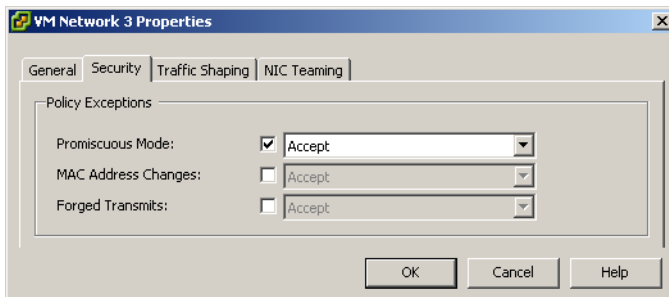 VM Network 3 Properties
General Security Traffic Shaping NIC Teaming
Policy Exceptions
Promiscuous Mode: Accept
MAC Address Changes: Accept
Forged Transmits: Accept
OK Cancel Help